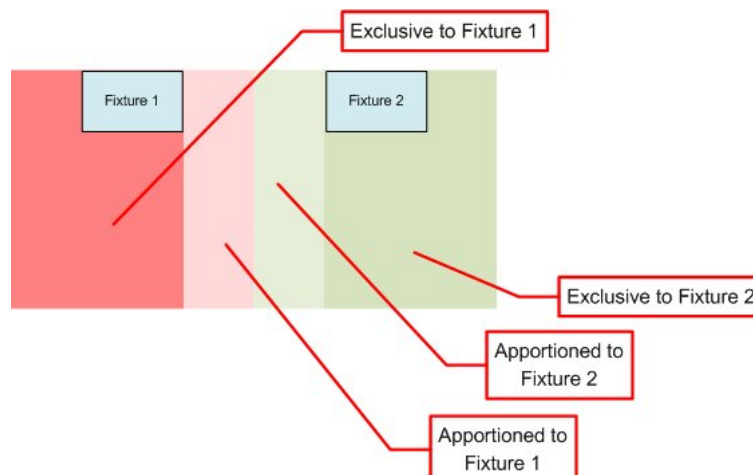 Exclusive to Fixture 1
Fixture 1
Fixture 2
Exclusive to Fixture 2
Apportioned to
Fixture 2
Apportioned to
Fixture 1